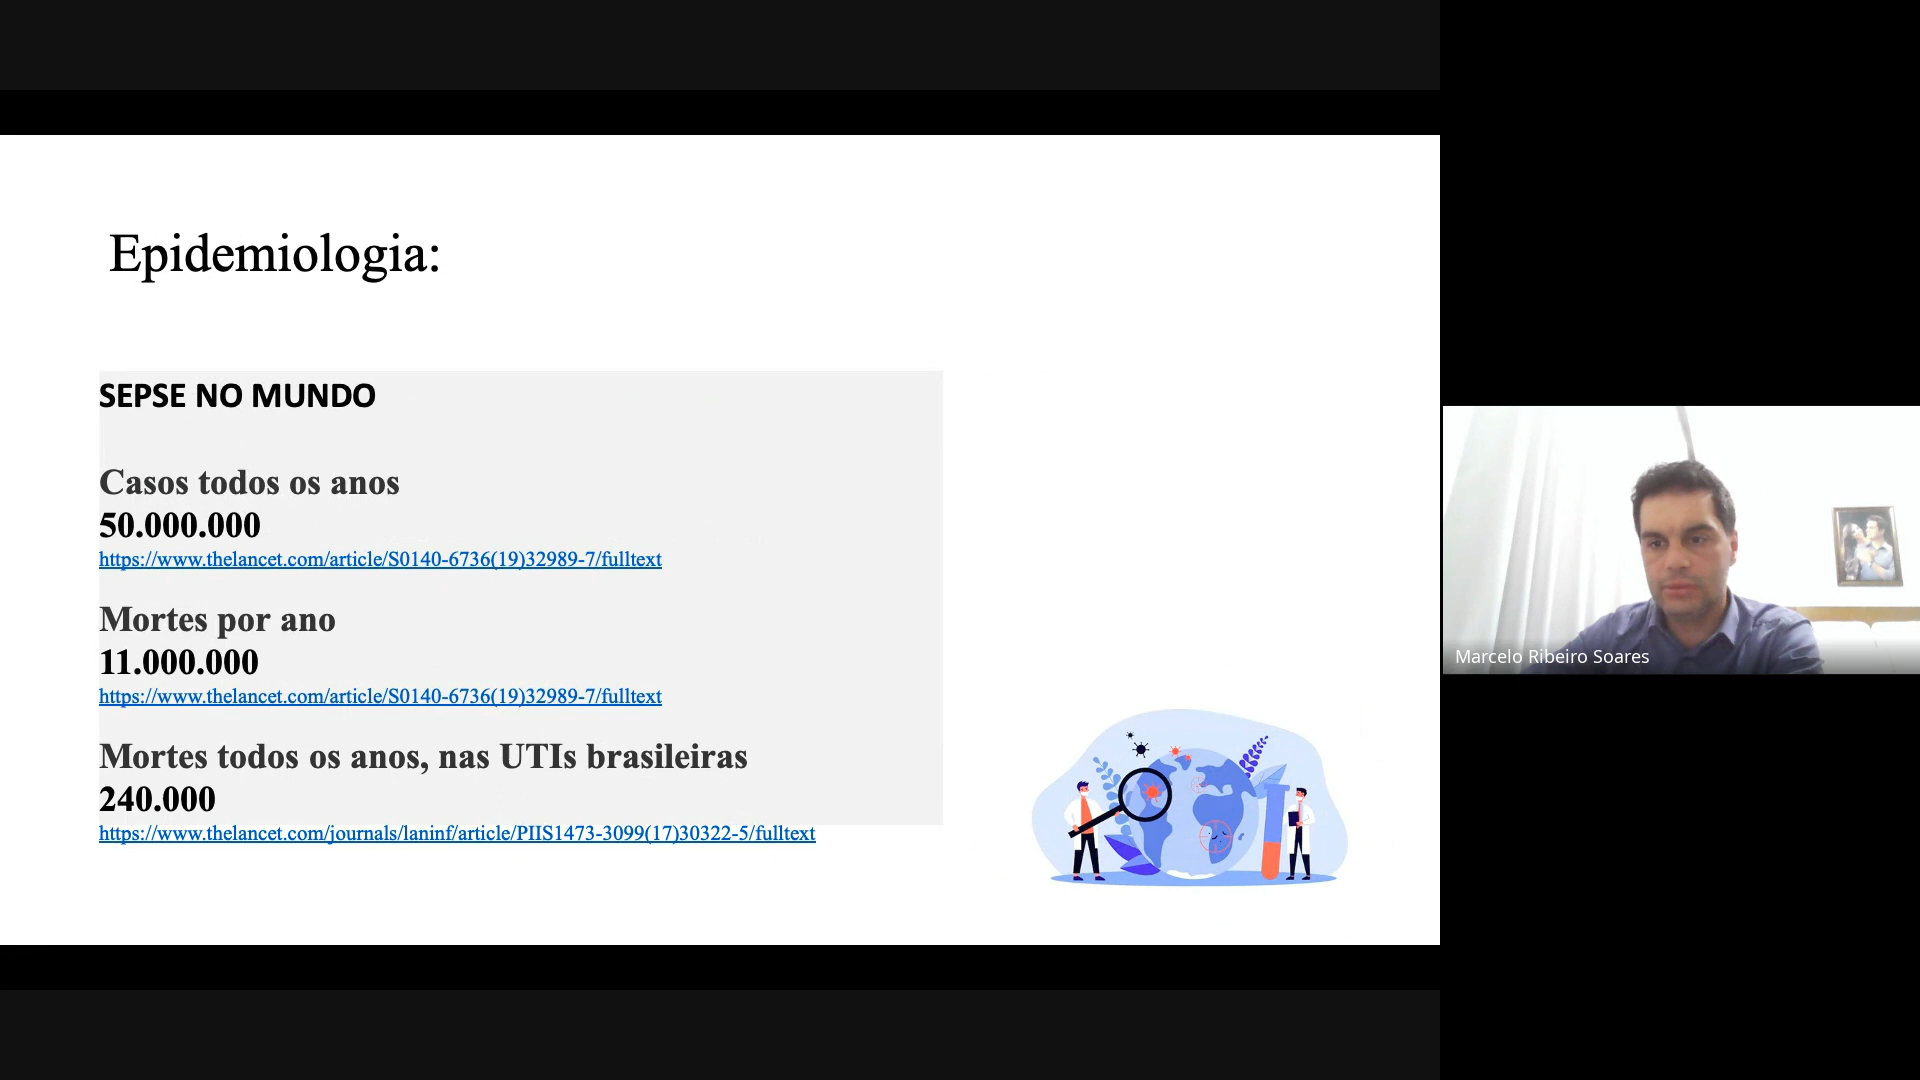 Epidemiologia:
SEPSE NO MUNDO
Casos todos os anos
50.000.000
https://www.thelancet.com/article/S0140-6736(19)32989-7/fulltext
Mortes por ano
11.000.000
https://www.thelancet.com/article/S0140-6736(19)32989-7/fulltext
Mortes todos os anos, nas UTIs brasileiras
240.000
https://www.thelancet.com/journals/laninf/article/PIIS1473-3099(17)30322-5/fulltext
Marcelo Ribeiro Soares